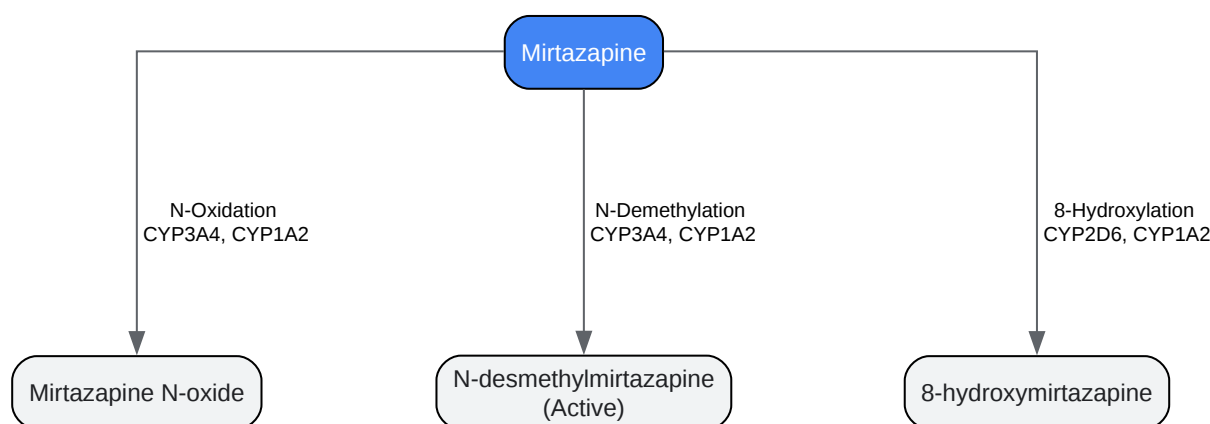 Mirtazapine
N-Oxidation
CYP3A4, CYP1A2
N-Demethylation
CYP3A4, CYP1A2
8-Hydroxylation
CYP2D6, CYP1A2
Mirtazapine N-oxide
N-desmethylmirtazapine
(Active)
8-hydroxymirtazapine